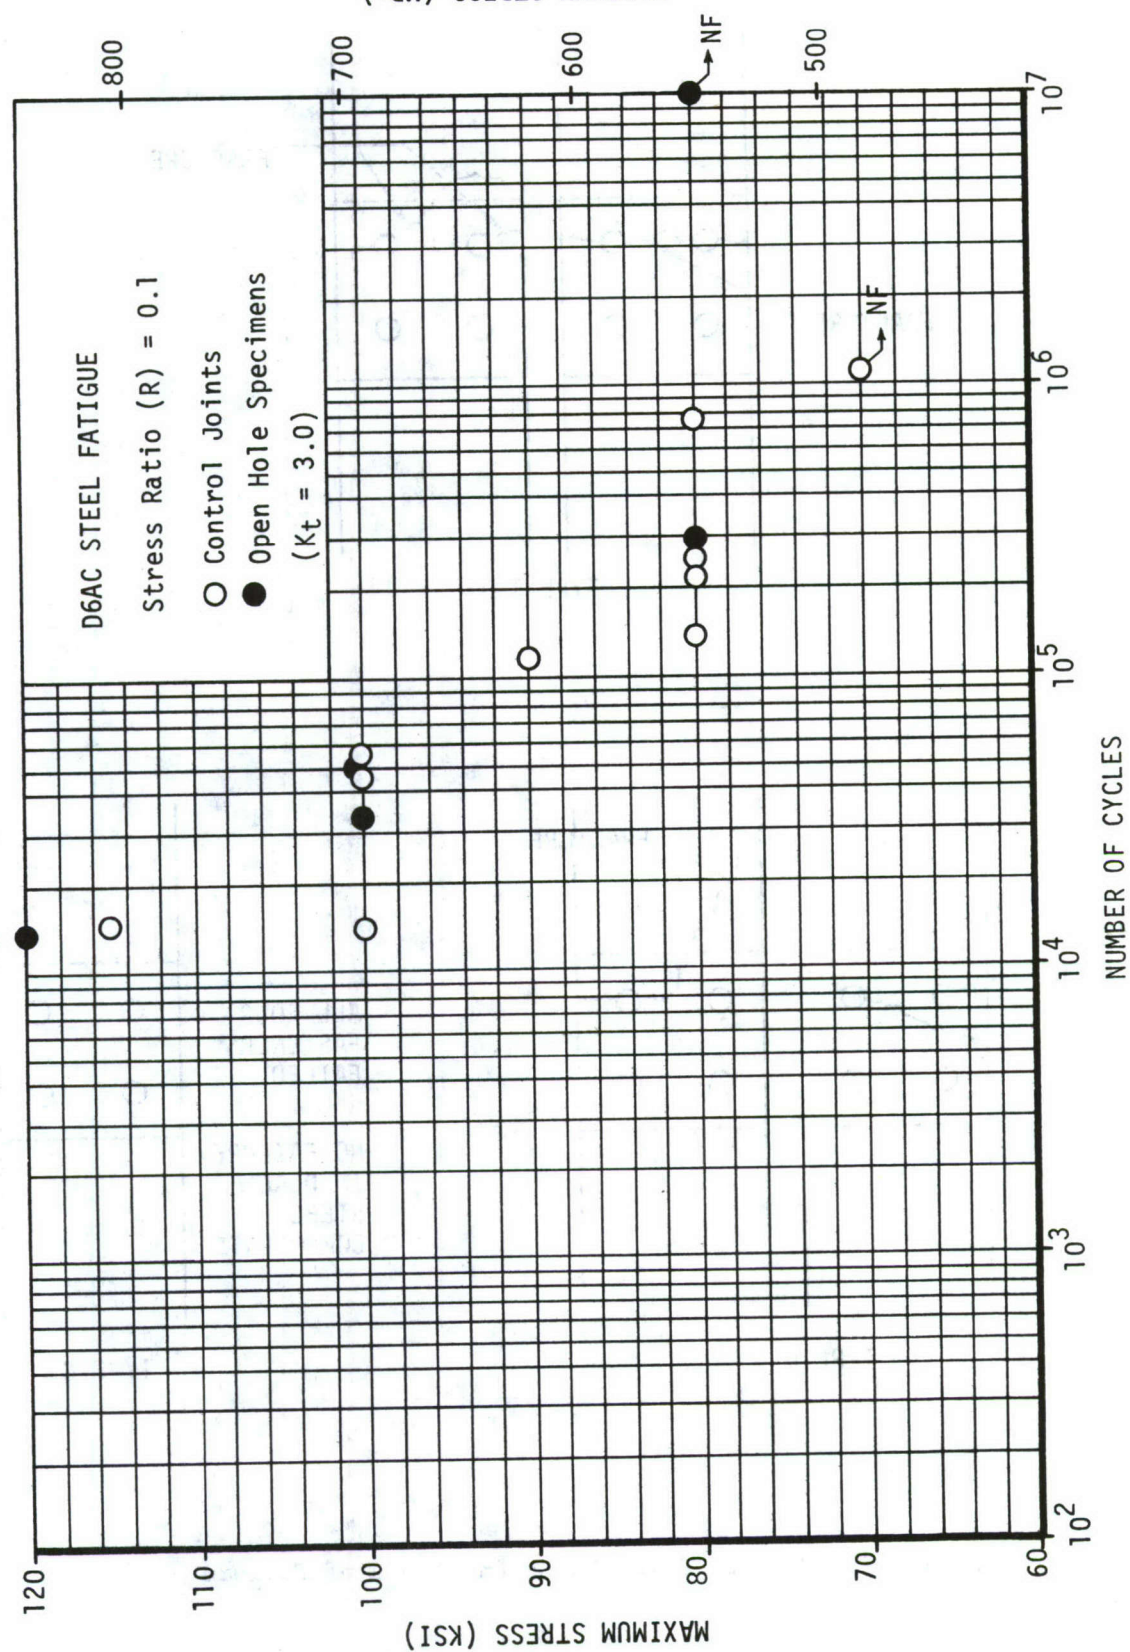 D6AC STEEL FATIGUE
Stress Ratio (R) = 0.1
Control Joints
Open Hole Specimens
(Kt = 3.0)
NF
NF
800
700
600
500
120
110
100
90
80
70
60
MAXIMUM STRESS (KSI)
10²
10³
10⁴
10⁵
10⁶
10⁷
NUMBER OF CYCLES